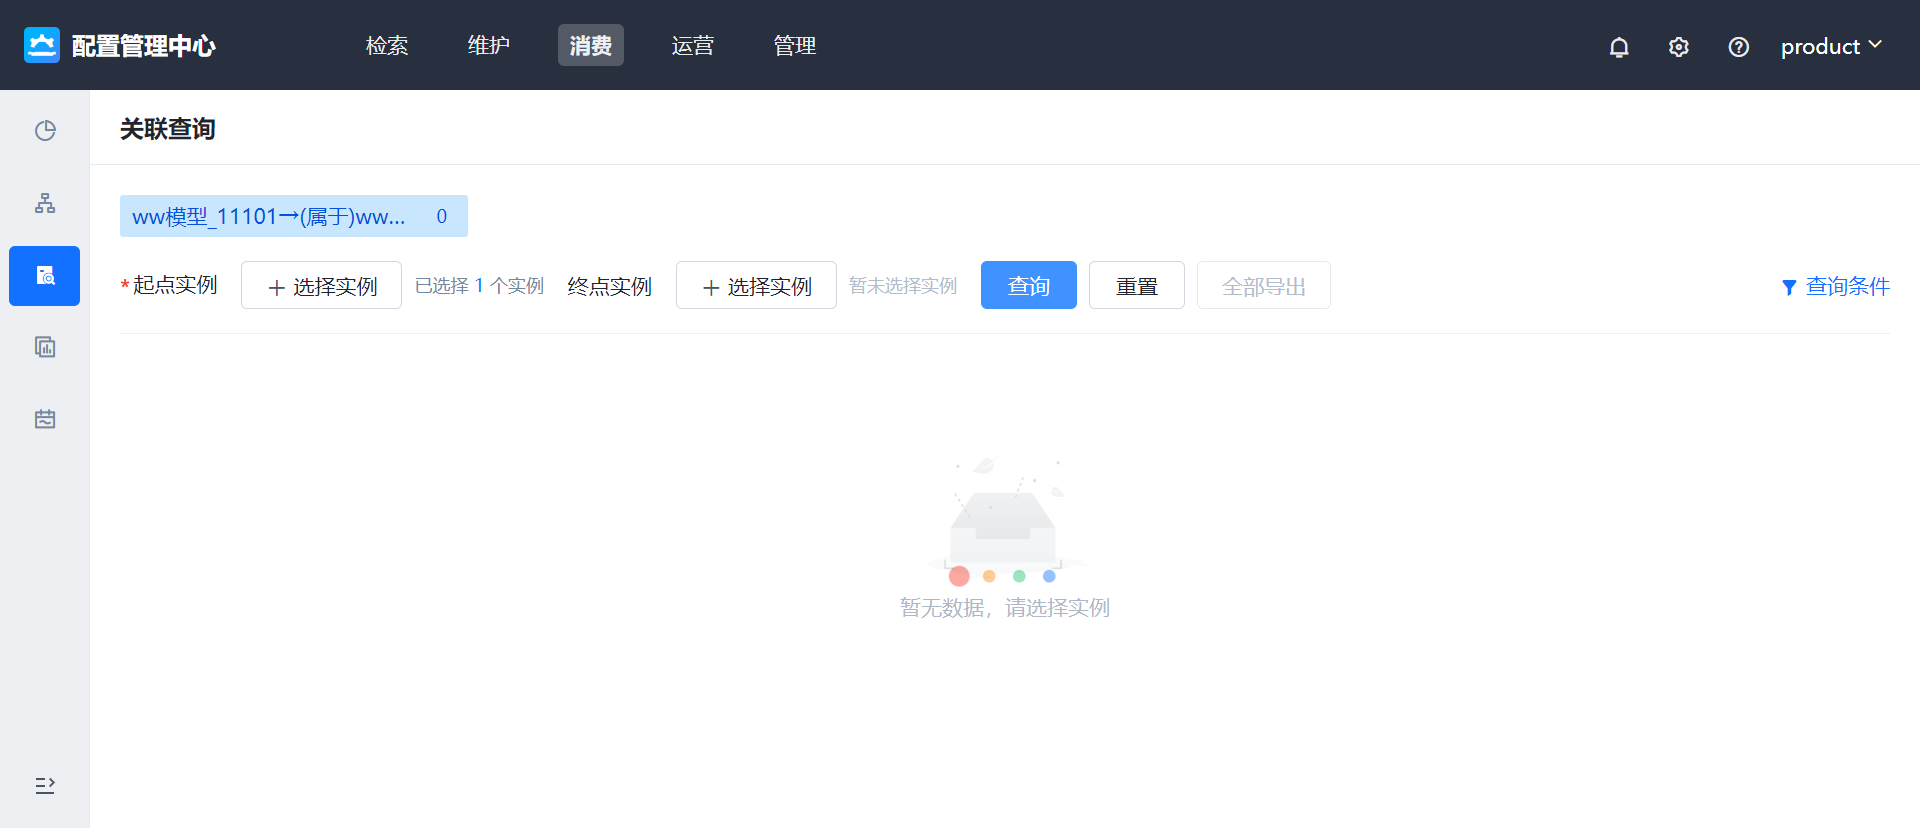 配置管理中心 检索 维护 消费 运营 管理 product
关联查询
ww模型_11101→(属于)ww... 0
*起点实例 + 选择实例 已选择 1 个实例 终点实例 + 选择实例 暂未选择实例 查询 重置 全部导出 查询条件
暂无数据，请选择实例